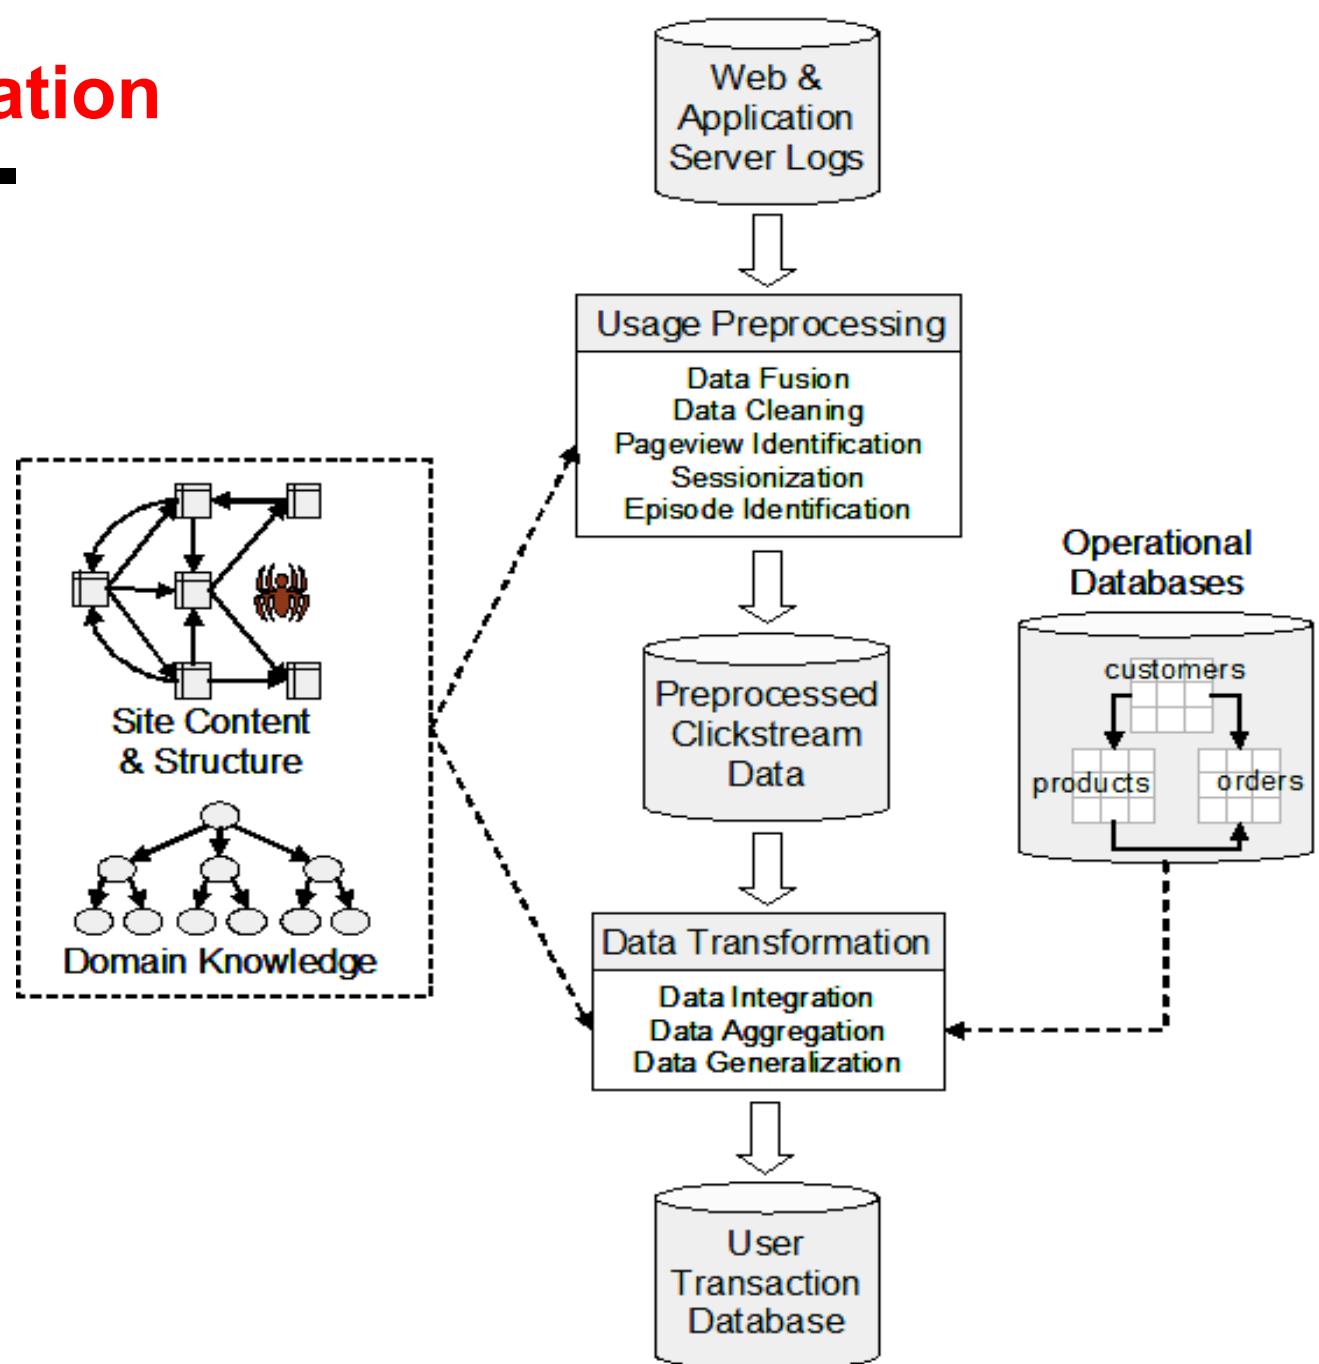 ation
Web &
Application
Server Logs
Usage Preprocessing
Data Fusion
Data Cleaning
Pageview Identification
Sessionization
Episode Identification
Site Content
& Structure
Domain Knowledge
Preprocessed
Clickstream
Data
Operational
Databases
customers
products
orders
Data Transformation
Data Integration
Data Aggregation
Data Generalization
User
Transaction
Database